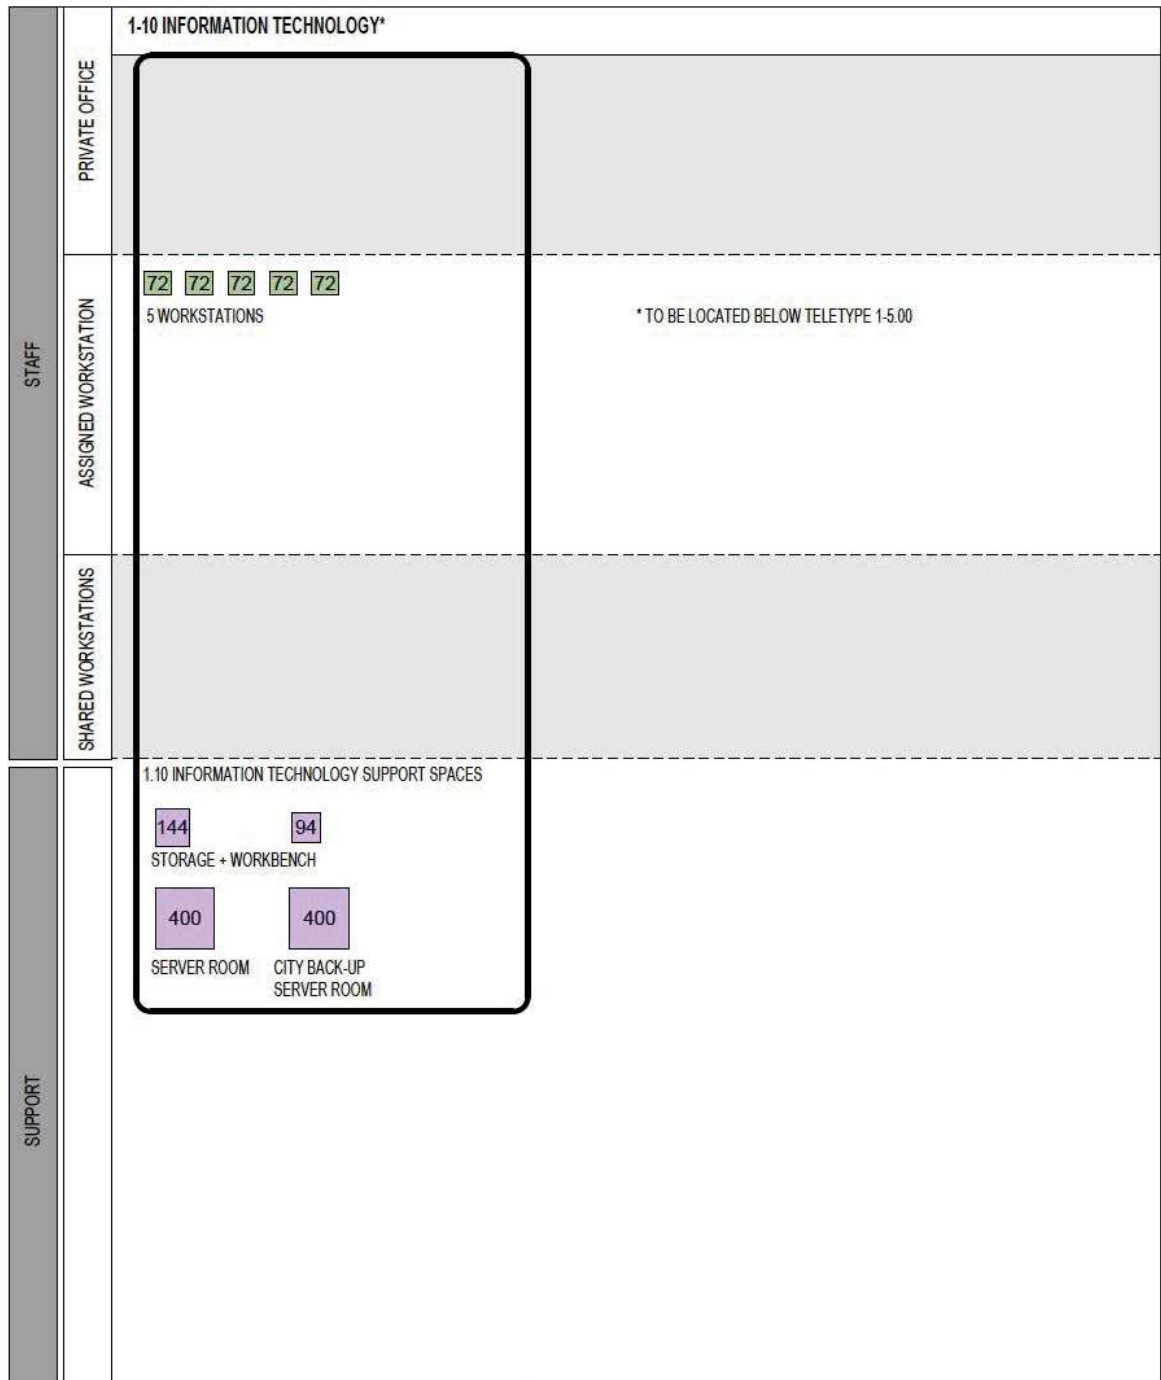 1-10 INFORMATION TECHNOLOGY*
STAFF
PRIVATE OFFICE
ASSIGNED WORKSTATION
72 72 72 72 72
5 WORKSTATIONS
* TO BE LOCATED BELOW TELETYPE 1-5.00
SHARED WORKSTATIONS
SUPPORT
1.10 INFORMATION TECHNOLOGY SUPPORT SPACES
144 94
STORAGE + WORKBENCH
400 400
SERVER ROOM
CITY BACK-UP
SERVER ROOM